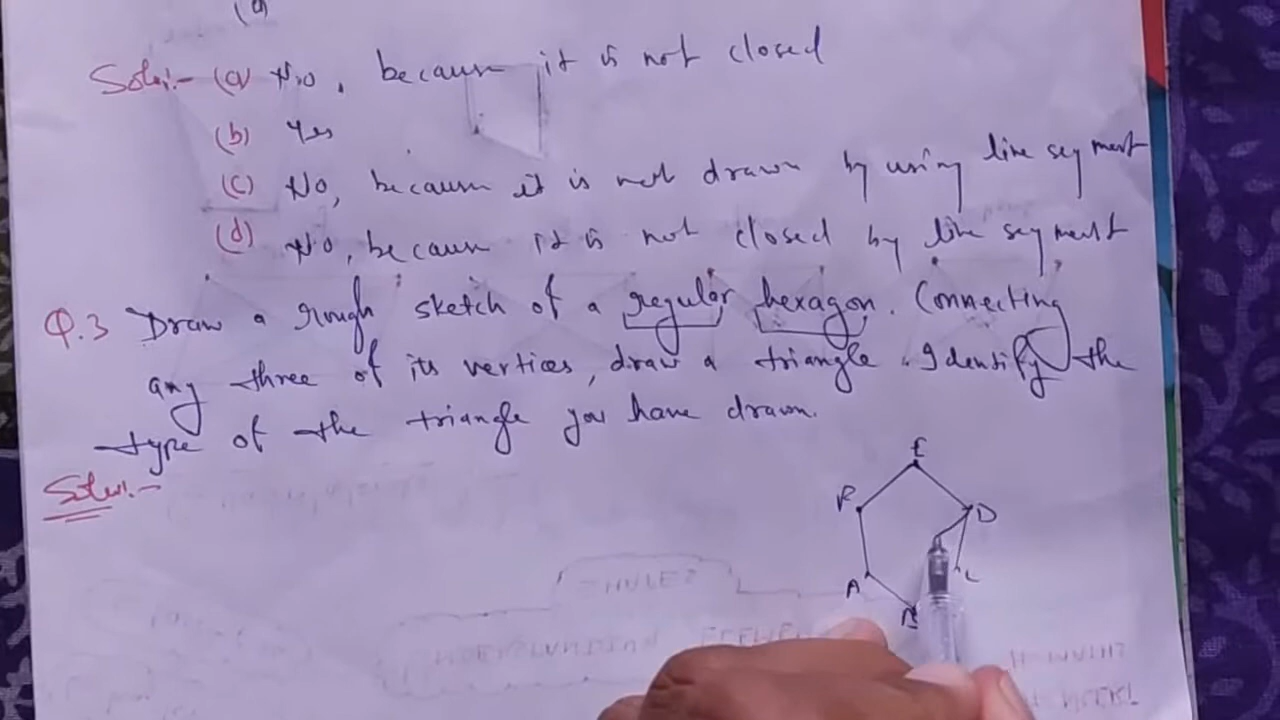 (a)
Soln:- (a) No, because it is not closed
(b) Yes
(c) No, because it is not drawn by using line segment
(d) No, because it is not closed by line segment
Q.3 Draw a rough sketch of a regular hexagon. Connecting
any three of its vertices, draw a triangle. Identify the
type of the triangle you have drawn.
Soln:-
E
F D
A C
B